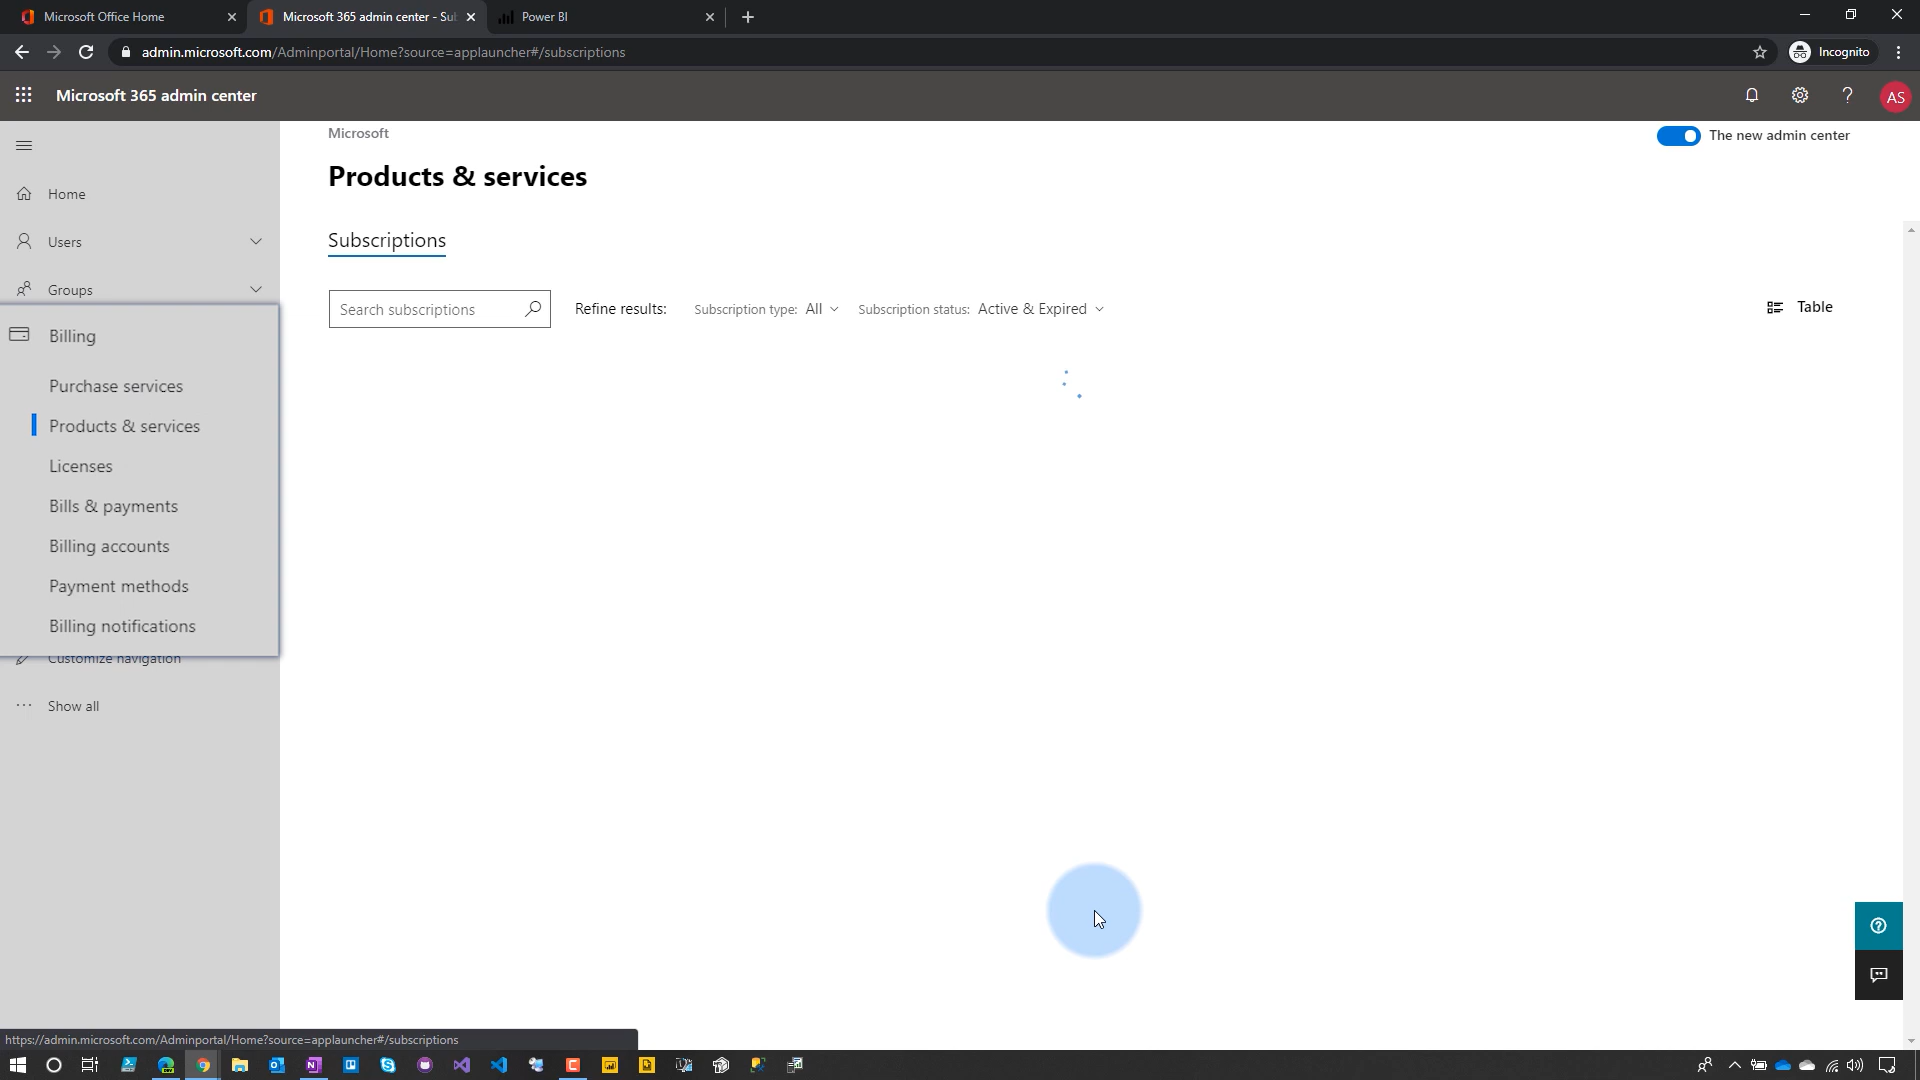 Microsoft Office Home
Microsoft 365 admin center - Sub
Power BI
admin.microsoft.com/Adminportal/Home?source=applauncher#/subscriptions
Incognito
Microsoft 365 admin center
AS
Microsoft
The new admin center
Products & services
Home
Users
Groups
Subscriptions
Search subscriptions
Refine results:
Subscription type: All
Subscription status: Active & Expired
Table
Billing
Purchase services
Products & services
Licenses
Bills & payments
Billing accounts
Payment methods
Billing notifications
Customize navigation
Show all
https://admin.microsoft.com/Adminportal/Home?source=applauncher#/subscriptions